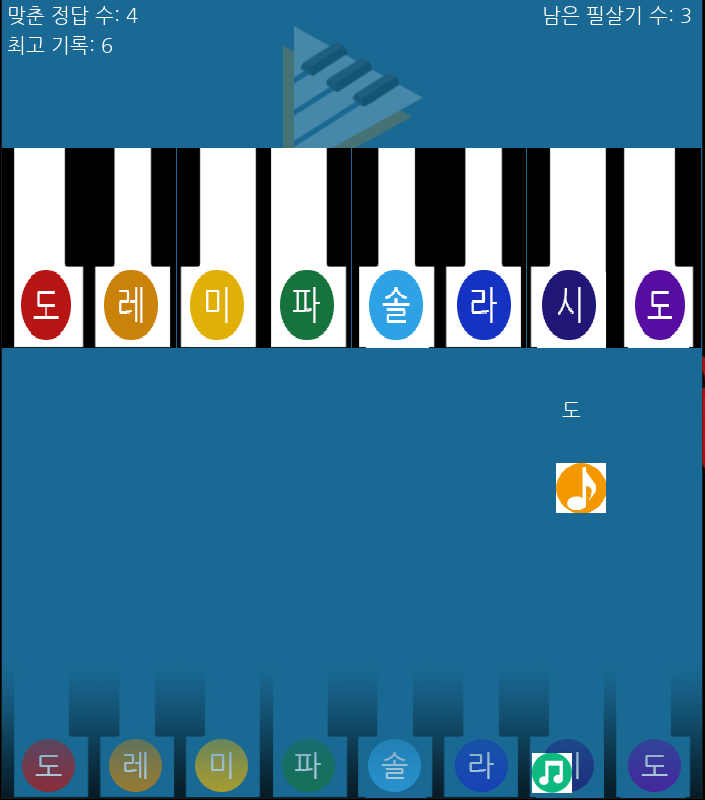 맞춘 정답 수: 4
남은 필살기 수: 3
최고 기록: 6
도 레 미 파 솔 라 시 도
도
도 레 미 파 솔 라 도